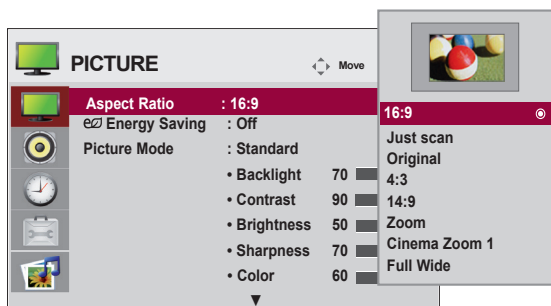 PICTURE
Move
Aspect Ratio : 16:9
Energy Saving : Off
Picture Mode : Standard
• Backlight 70
• Contrast 90
• Brightness 50
• Sharpness 70
• Color 60
▼
16:9
Just scan
Original
4:3
14:9
Zoom
Cinema Zoom 1
Full Wide